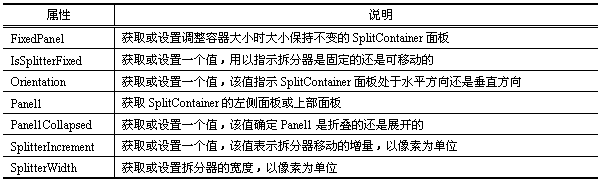 属性 说明
FixedPanel 获取或设置调整容器大小时大小保持不变的 SplitContainer 面板
IsSplitterFixed 获取或设置一个值，用以指示拆分器是固定的还是可移动的
Orientation 获取或设置一个值，该值指示 SplitContainer 面板处于水平方向还是垂直方向
Panel1 获取 SplitContainer 的左侧面板或上部面板
Panel1Collapsed 获取或设置一个值，该值确定 Panel1 是折叠的还是展开的
SplitterIncrement 获取或设置一个值，该值表示拆分器移动的增量，以像素为单位
SplitterWidth 获取或设置拆分器的宽度，以像素为单位